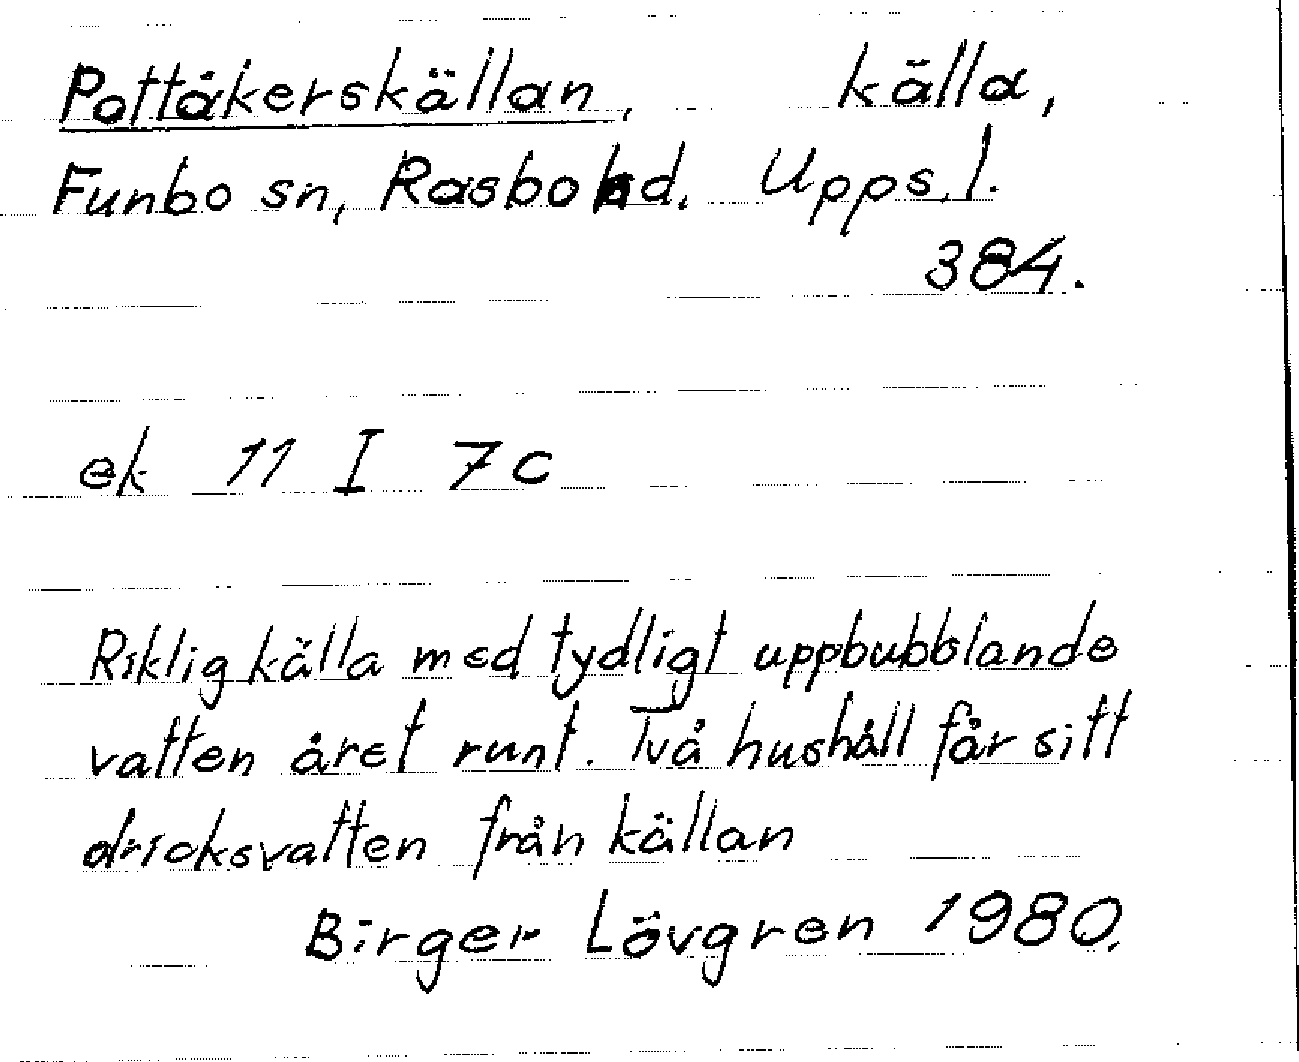 Pottåkerskällan, källa,
Funbo sn, Rasbo hd. Upps. l.
384.
ek 11 I 7c
Riklig källa med tydligt uppbubblande
vatten året runt. Två hushåll får sitt
dricksvatten från källan
Birger Lövgren 1980.